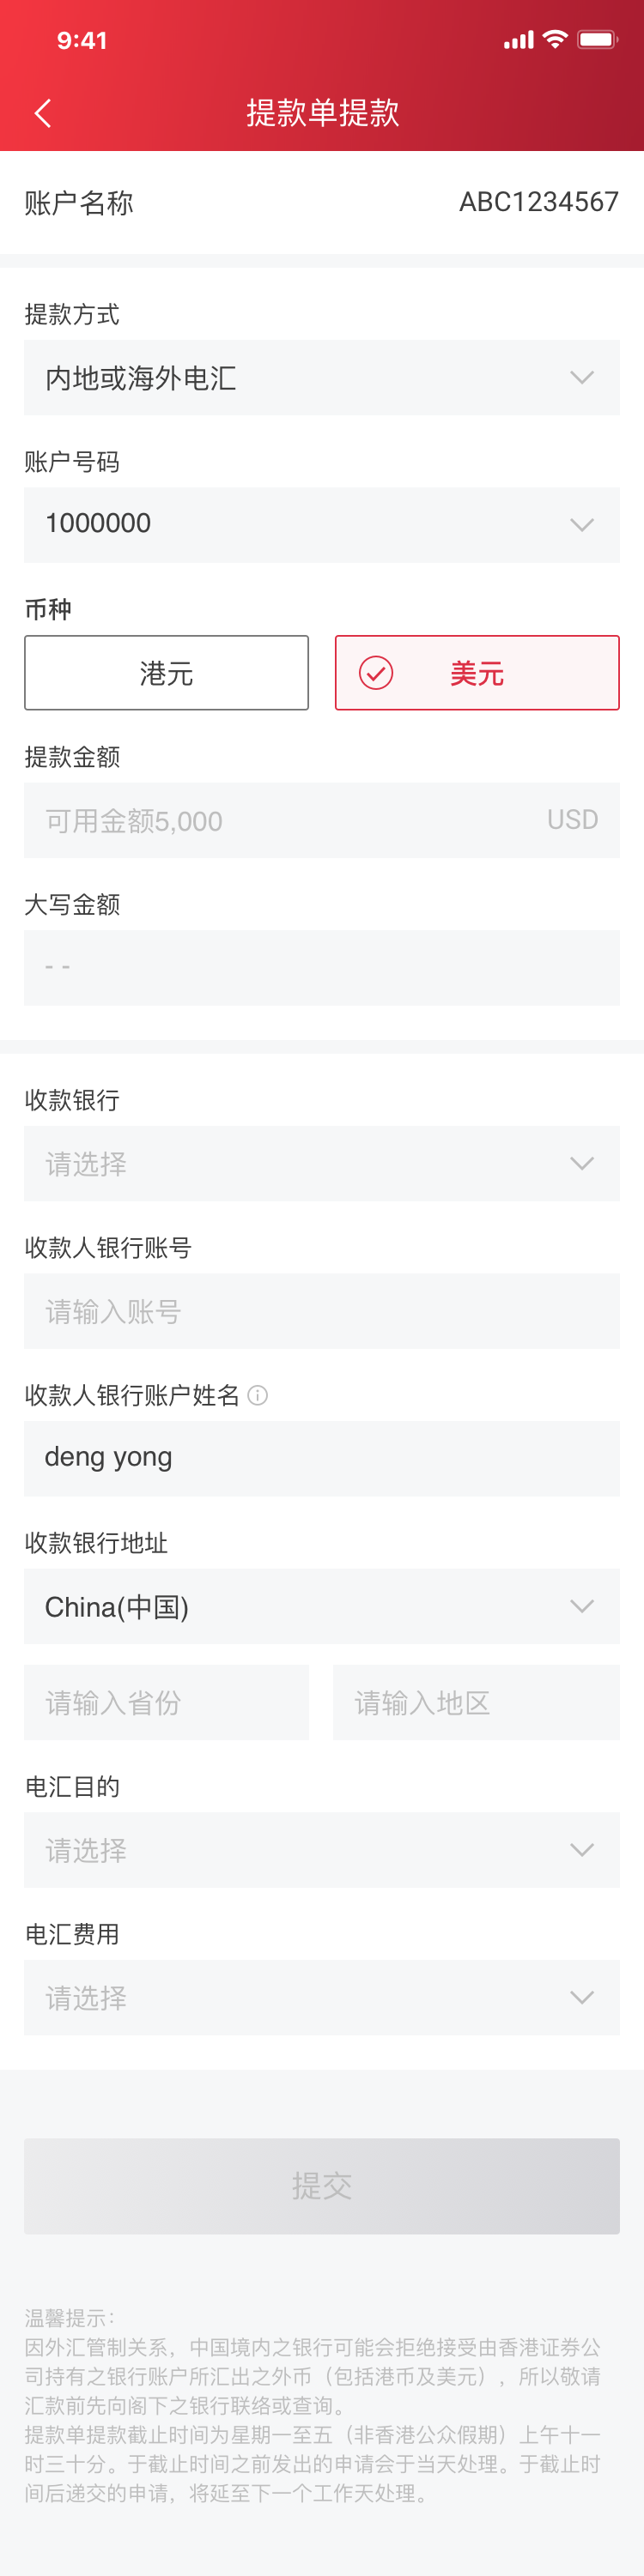 9:41
提款单提款
账户名称 ABC1234567
提款方式
内地或海外电汇
账户号码
1000000
币种
港元 美元
提款金额
可用金额5,000 USD
大写金额
- -
收款银行
请选择
收款人银行账号
请输入账号
收款人银行账户姓名
deng yong
收款银行地址
China(中国)
请输入省份 请输入地区
电汇目的
请选择
电汇费用
请选择
提交
温馨提示：
因外汇管制关系，中国境内之银行可能会拒绝接受由香港证券公
司持有之银行账户所汇出之外币（包括港币及美元），所以敬请
汇款前先向阁下之银行联络或查询。
提款单提款截止时间为星期一至五（非香港公众假期）上午十一
时三十分。于截止时间之前发出的申请会于当天处理。于截止时
间后递交的申请，将延至下一个工作天处理。